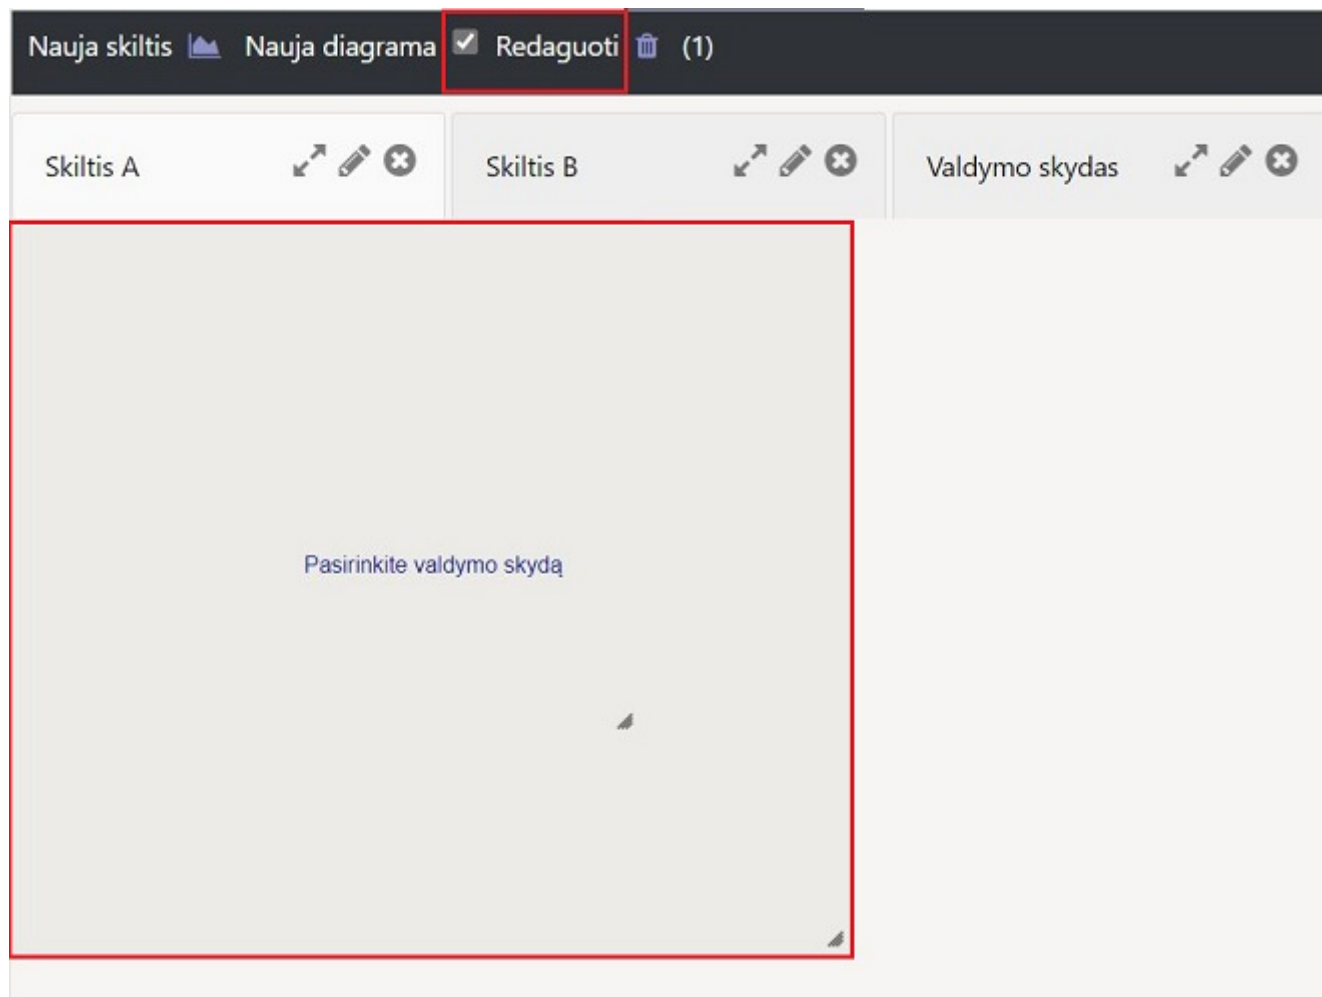 Nauja skiltis Nauja diagrama Redaguoti (1)
Skiltis A Skiltis B Valdymo skydas
Pasirinkite valdymo skydą